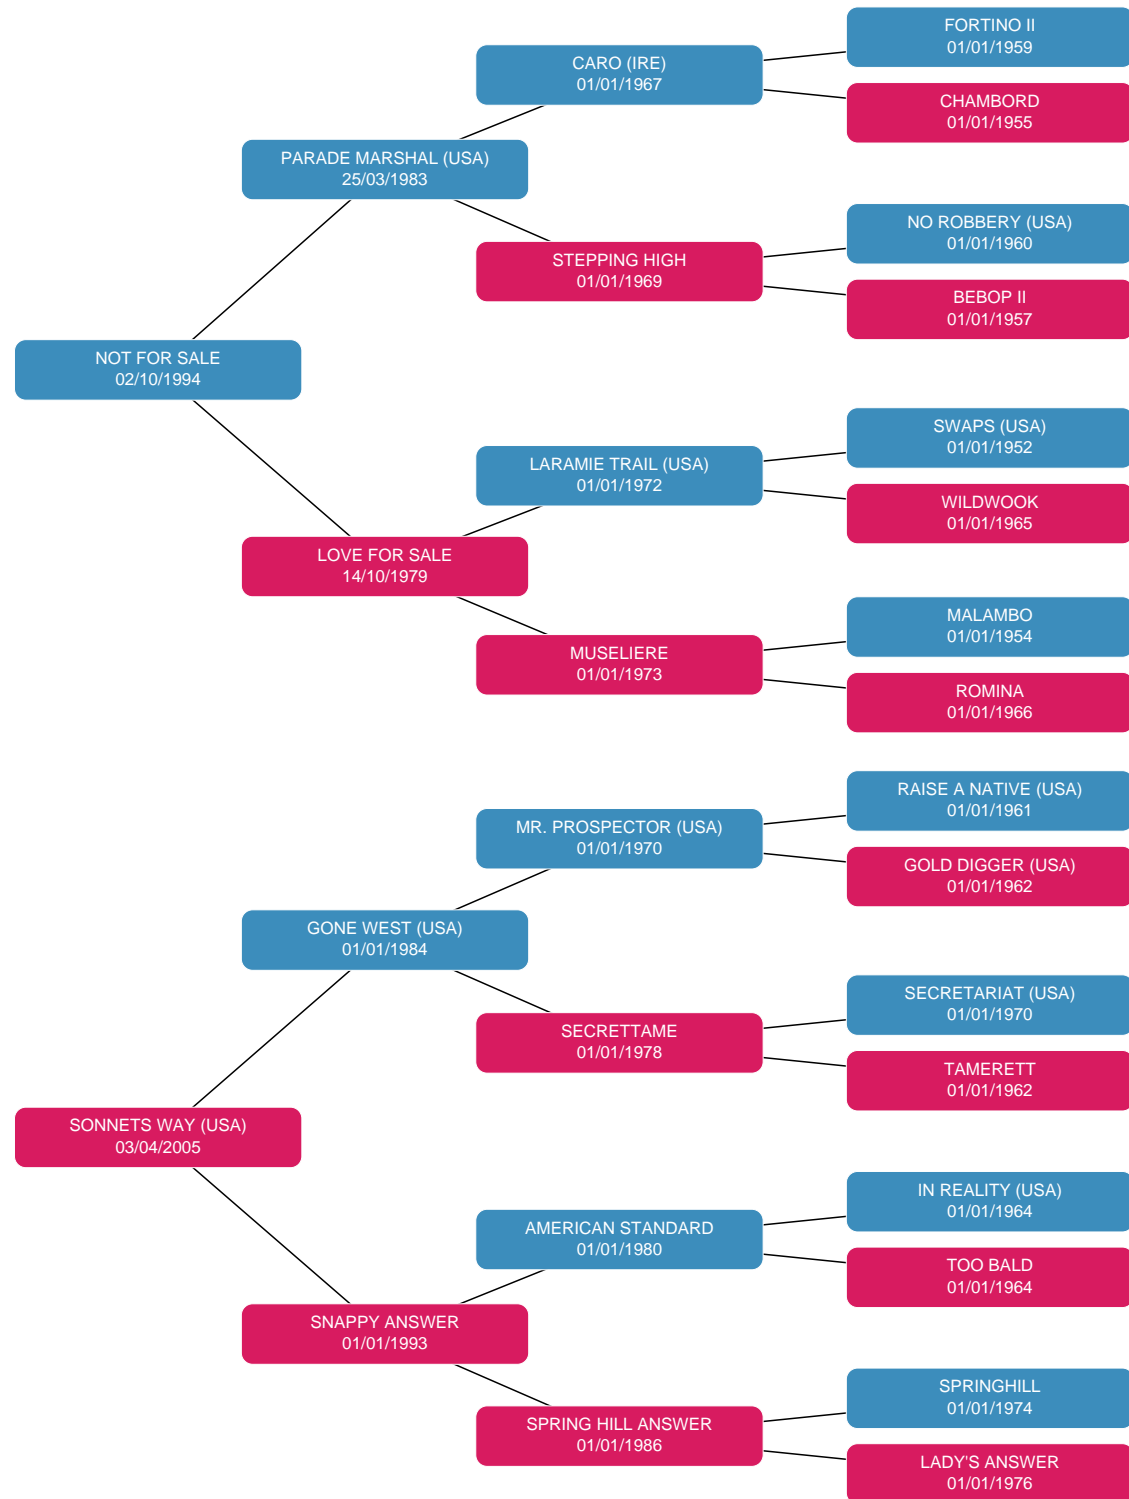 FORTINO II
01/01/1959
CARO (IRE)
01/01/1967
CHAMBORD
01/01/1955
PARADE MARSHAL (USA)
25/03/1983
NO ROBBERY (USA)
01/01/1960
STEPPING HIGH
01/01/1969
BEBOP II
01/01/1957
NOT FOR SALE
02/10/1994
SWAPS (USA)
01/01/1952
LARAMIE TRAIL (USA)
01/01/1972
WILDWOOK
01/01/1965
LOVE FOR SALE
14/10/1979
MALAMBO
01/01/1954
MUSELIERE
01/01/1973
ROMINA
01/01/1966
RAISE A NATIVE (USA)
01/01/1961
MR. PROSPECTOR (USA)
01/01/1970
GOLD DIGGER (USA)
01/01/1962
GONE WEST (USA)
01/01/1984
SECRETARIAT (USA)
01/01/1970
SECRETTAME
01/01/1978
TAMERETT
01/01/1962
SONNETS WAY (USA)
03/04/2005
IN REALITY (USA)
01/01/1964
AMERICAN STANDARD
01/01/1980
TOO BALD
01/01/1964
SNAPPY ANSWER
01/01/1993
SPRINGHILL
01/01/1974
SPRING HILL ANSWER
01/01/1986
LADY'S ANSWER
01/01/1976